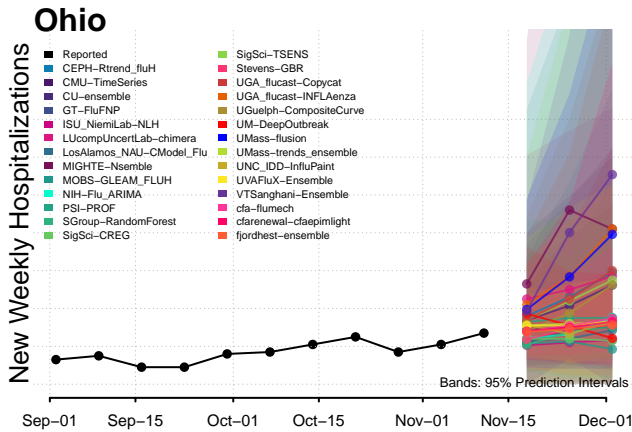 Ohio
New Weekly Hospitalizations
Reported
CEPH−Rtrend_fluH
CMU−TimeSeries
CU−ensemble
GT−FluFNP
ISU_NiemiLab−NLH
LUcompUncertLab−chimera
LosAlamos_NAU−CModel_Flu
MIGHTE−Nsemble
MOBS−GLEAM_FLUH
NIH−Flu_ARIMA
PSI−PROF
SGroup−RandomForest
SigSci−CREG
SigSci−TSENS
Stevens−GBR
UGA_flucast−Copycat
UGA_flucast−INFLAenza
UGuelph−CompositeCurve
UM−DeepOutbreak
UMass−flusion
UMass−trends_ensemble
UNC_IDD−InfluPaint
UVAFluX−Ensemble
VTSanghani−Ensemble
cfa−flumech
cfarenewal−cfaepimlight
fjordhest−ensemble
Bands: 95% Prediction Intervals
Sep−01 Sep−15 Oct−01 Oct−15 Nov−01 Nov−15 Dec−01